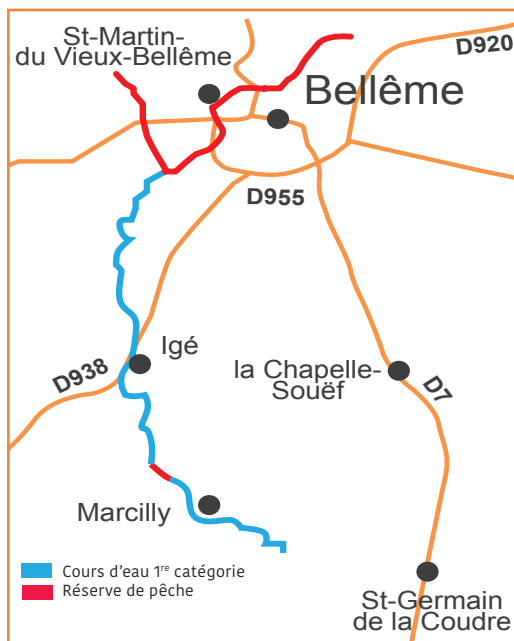 St-Martin-
du Vieux-Bellême
D920
Bellême
D955
Igé
D938
la Chapelle-
Souëf
D7
Marcilly
Cours d'eau 1re catégorie
Réserve de pêche
St-Germain
de la Coudre